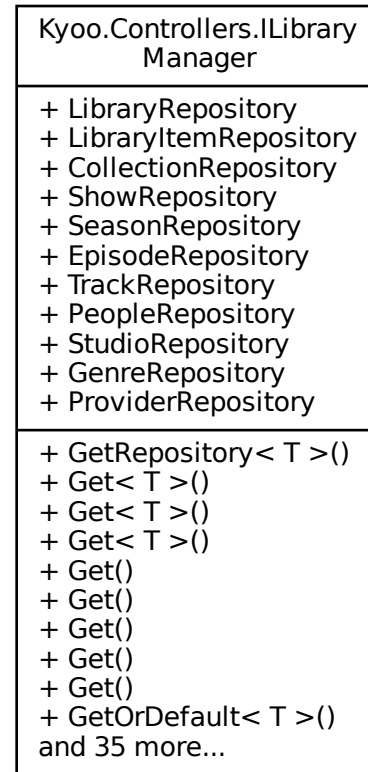 Kyoo.Controllers.ILibrary
Manager
+ LibraryRepository
+ LibraryItemRepository
+ CollectionRepository
+ ShowRepository
+ SeasonRepository
+ EpisodeRepository
+ TrackRepository
+ PeopleRepository
+ StudioRepository
+ GenreRepository
+ ProviderRepository
+ GetRepository< T >()
+ Get< T >()
+ Get< T >()
+ Get< T >()
+ Get()
+ Get()
+ Get()
+ Get()
+ Get()
+ GetOrDefault< T >()
and 35 more...